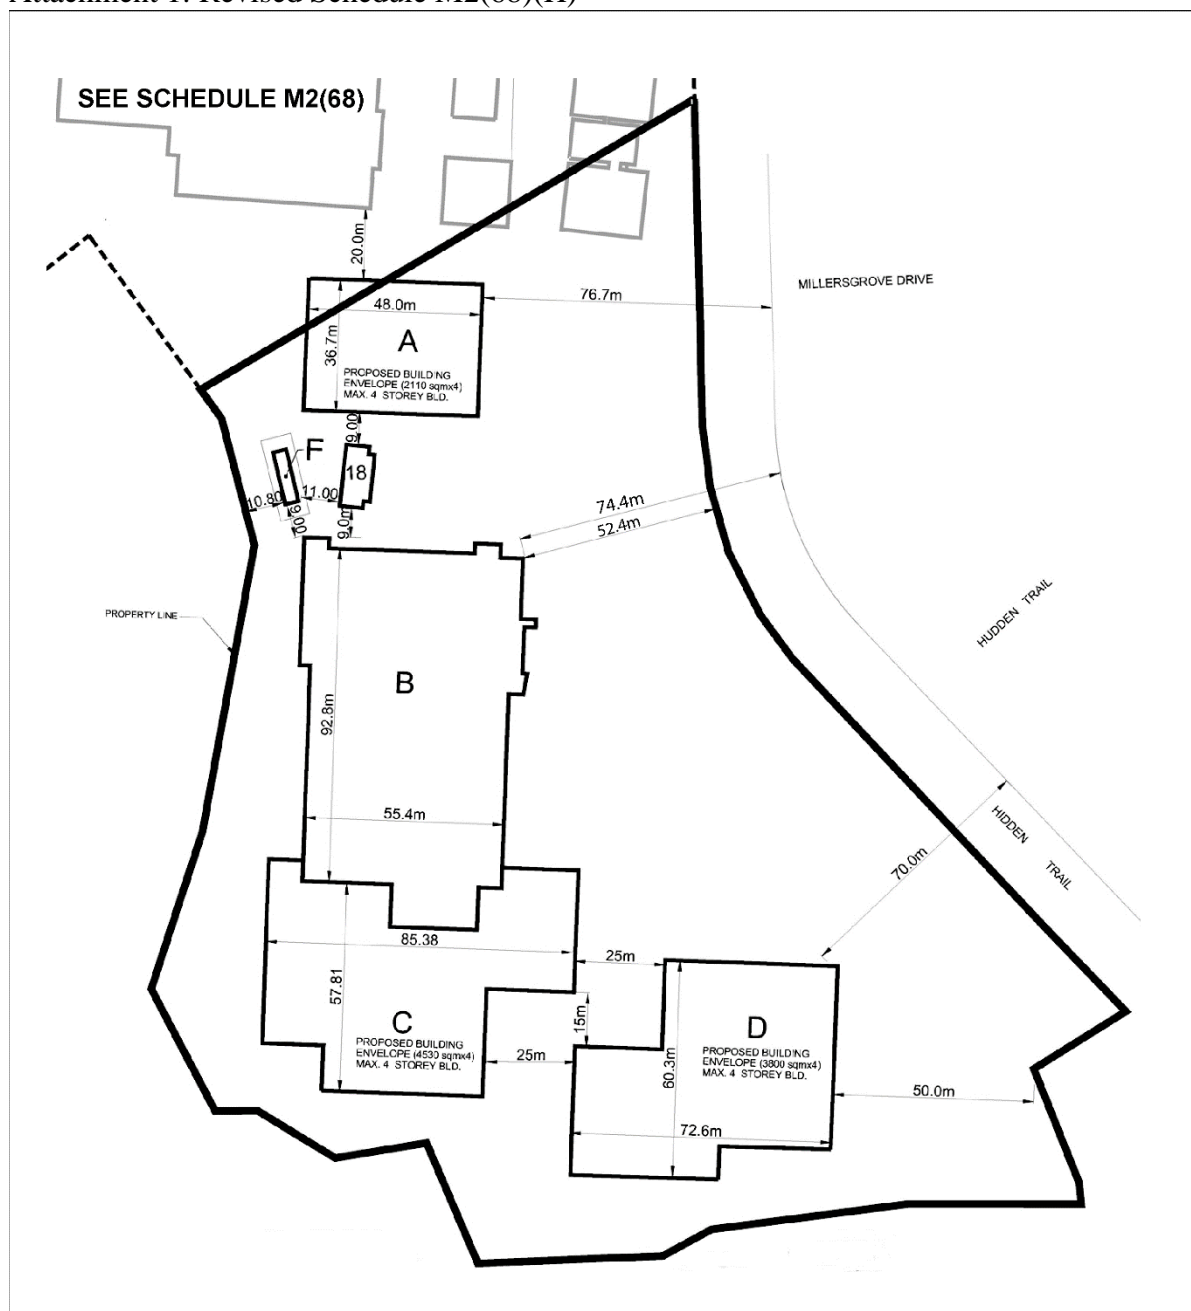 Attachment 1: Revised Schedule M2(68)(H)
SEE SCHEDULE M2(68)
20.0m
MILLERSGROVE DRIVE
76.7m
48.0m
36.7m
A
PROPOSED BUILDING
ENVELOPE (2110 sqmx4)
MAX. 4 STOREY BLD.
9.00
F
18
10.80
11.00
9.00
9.0m
74.4m
52.4m
HUDDEN TRAIL
PROPERTY LINE
B
92.8m
55.4m
HIDDEN TRAIL
70.0m
85.38
25m
57.81
15m
C
PROPOSED BUILDING
ENVELOPE (4530 sqmx4)
MAX. 4 STOREY BLD.
25m
D
PROPOSED BUILDING
ENVELOPE (3800 sqmx4)
MAX. 4 STOREY BLD.
60.3m
50.0m
72.6m